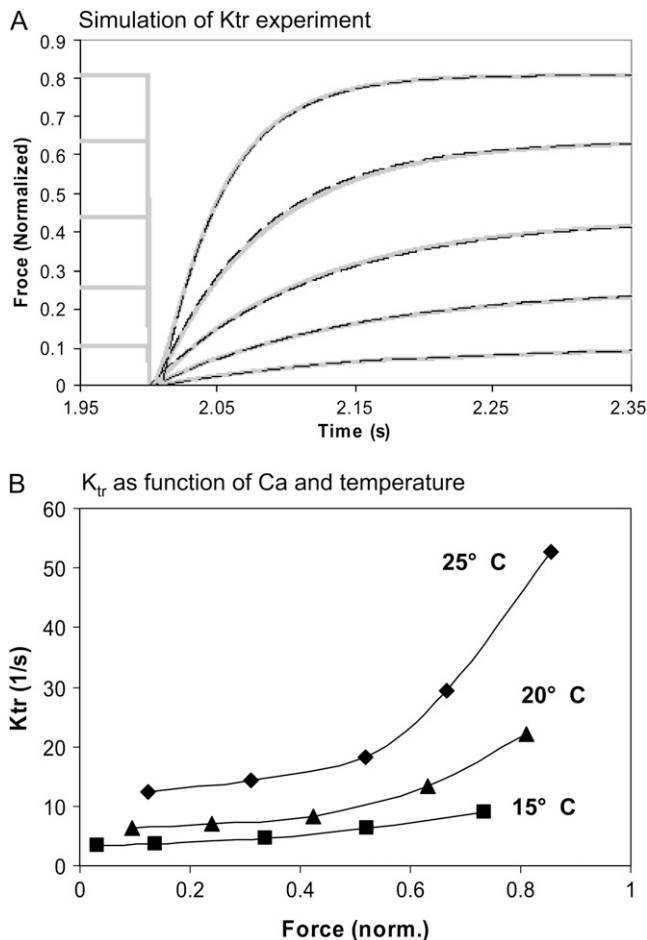 A Simulation of Ktr experiment
0.9
0.8
0.7
0.6
0.5
0.4
0.3
0.2
0.1
0
Froce (Normalized)
1.95 2.05 2.15 2.25 2.35
Time (s)
B Ktr as function of Ca and temperature
60
50
40
30
20
10
0
Ktr (1/s)
25° C
20° C
15° C
0 0.2 0.4 0.6 0.8 1
Force (norm.)